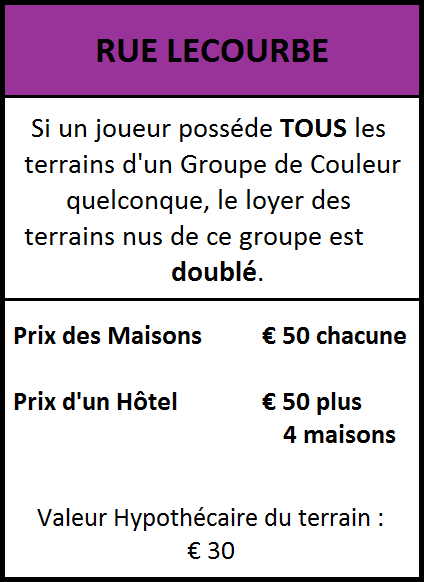 RUE LECOURBE
Si un joueur posséde TOUS les
terrains d'un Groupe de Couleur
quelconque, le loyer des
terrains nus de ce groupe est
doublé.
Prix des Maisons € 50 chacune
Prix d'un Hôtel € 50 plus
4 maisons
Valeur Hypothécaire du terrain :
€ 30